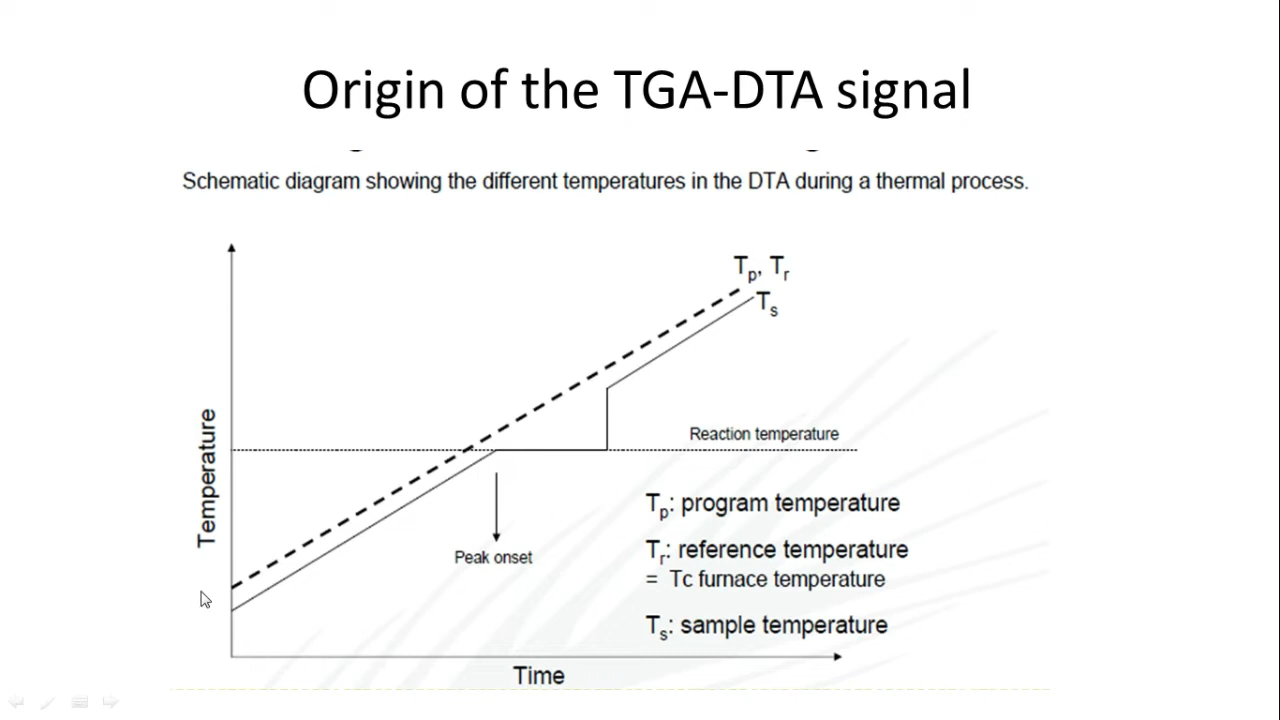 Origin of the TGA-DTA signal
Schematic diagram showing the different temperatures in the DTA during a thermal process.
Tp, Tr
Ts
Temperature
Reaction temperature
Peak onset
Tp: program temperature
Tr: reference temperature
= Tc furnace temperature
Ts: sample temperature
Time